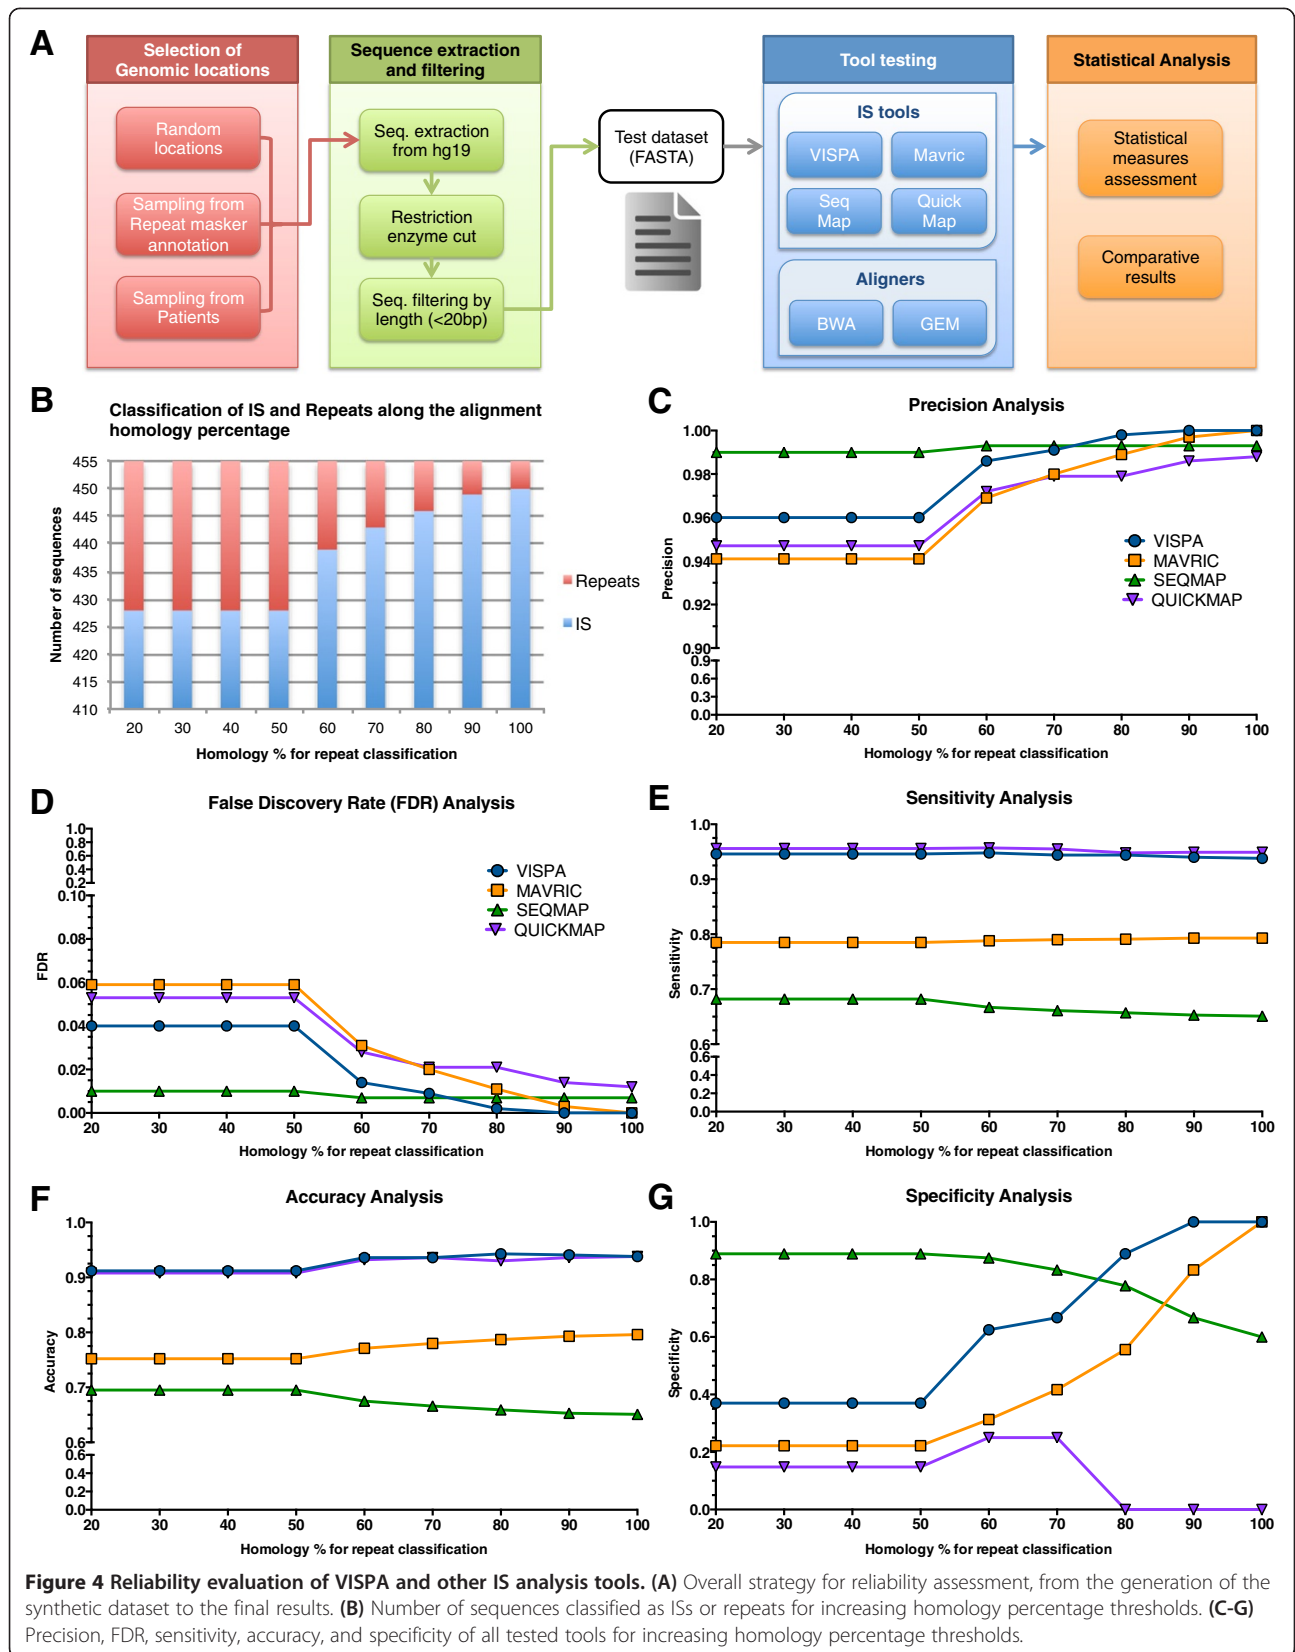 A
Selection of
Genomic locations
Random
locations
Sampling from
Repeat masker
annotation
Sampling from
Patients
Sequence extraction
and filtering
Seq. extraction
from hg19
Restriction
enzyme cut
Seq. filtering by
length (<20bp)
Test dataset
(FASTA)
Tool testing
IS tools
VISPA
Mavric
Seq
Map
Quick
Map
Aligners
BWA
GEM
Statistical Analysis
Statistical
measures
assessment
Comparative
results
B
Classification of IS and Repeats along the alignment
homology percentage
Number of sequences
455
450
445
440
435
430
425
420
415
410
20 30 40 50 60 70 80 90 100
Homology % for repeat classification
Repeats
IS
C
Precision Analysis
Precision
1.00
0.98
0.96
0.94
0.92
0.90
0.9
0.6
0.3
0.0
20 30 40 50 60 70 80 90 100
Homology % for repeat classification
VISPA
MAVRIC
SEQMAP
QUICKMAP
D
False Discovery Rate (FDR) Analysis
FDR
1.0
0.8
0.6
0.4
0.2
0.10
0.08
0.06
0.04
0.02
0.00
20 30 40 50 60 70 80 90 100
Homology % for repeat classification
VISPA
MAVRIC
SEQMAP
QUICKMAP
E
Sensitivity Analysis
Sensitivity
1.0
0.9
0.8
0.7
0.6
0.6
0.4
0.2
0.0
20 30 40 50 60 70 80 90 100
Homology % for repeat classification
F
Accuracy Analysis
Accuracy
1.0
0.9
0.8
0.7
0.6
0.6
0.4
0.2
0.0
20 30 40 50 60 70 80 90 100
Homology % for repeat classification
G
Specificity Analysis
Specificity
1.0
0.8
0.6
0.4
0.2
0.0
20 30 40 50 60 70 80 90 100
Homology % for repeat classification
Figure 4 Reliability evaluation of VISPA and other IS analysis tools. (A) Overall strategy for reliability assessment, from the generation of the
synthetic dataset to the final results. (B) Number of sequences classified as ISs or repeats for increasing homology percentage thresholds. (C-G)
Precision, FDR, sensitivity, accuracy, and specificity of all tested tools for increasing homology percentage thresholds.